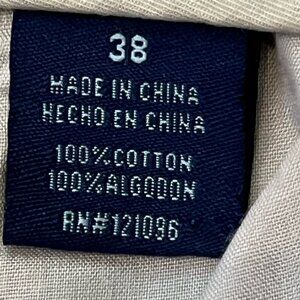 38
MADE IN CHINA
HECHO EN CHINA
100%COTTON
100%ALGODON
RN#121096